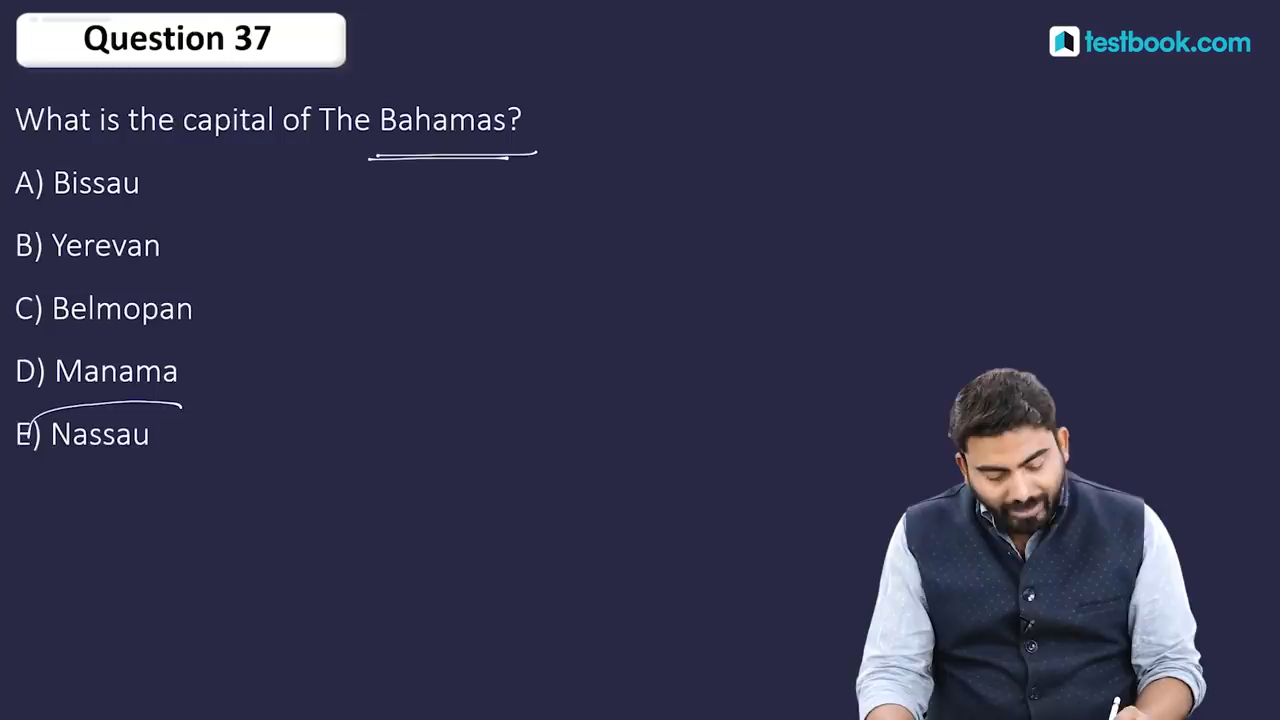 Question 37
testbook.com
What is the capital of The Bahamas?
A) Bissau
B) Yerevan
C) Belmopan
D) Manama
E) Nassau